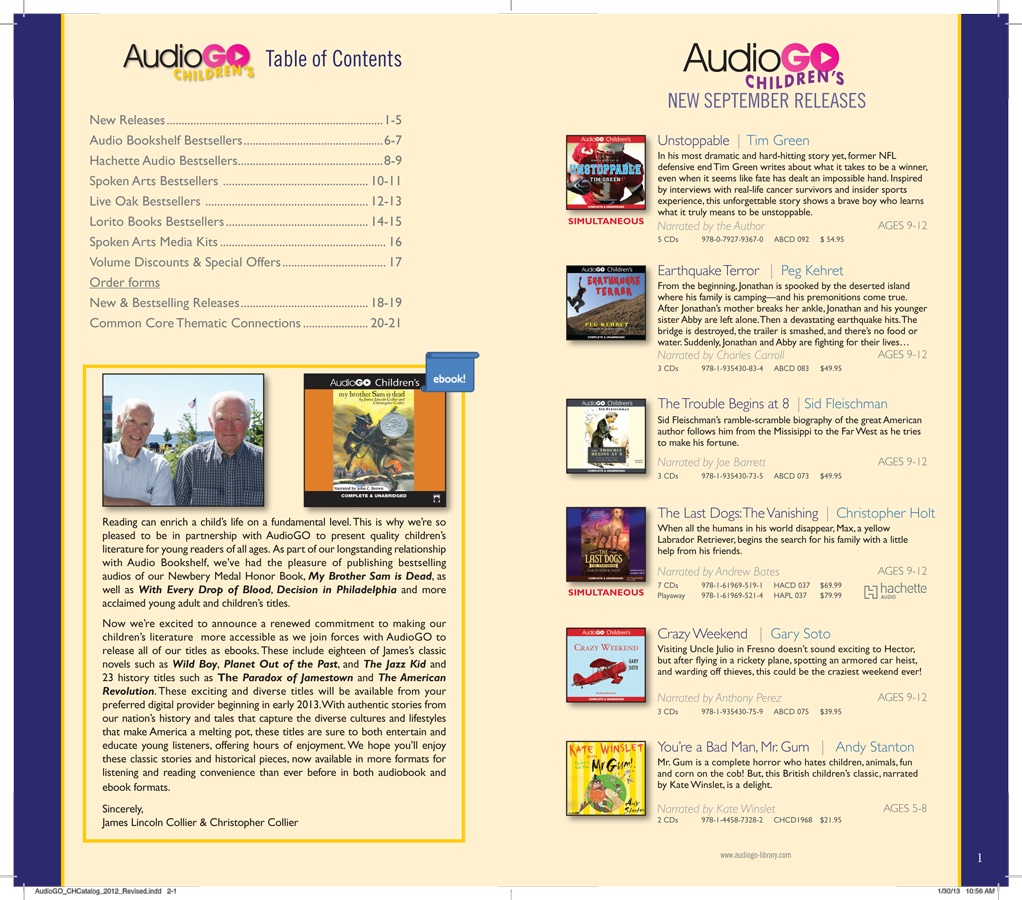 AudioGO
CHILDREN'S
Table of Contents
New Releases 1-5
Audio Bookshelf Bestsellers 6-7
Hachette Audio Bestsellers 8-9
Spoken Arts Bestsellers 10-11
Live Oak Bestsellers 12-13
Lorito Books Bestsellers 14-15
Spoken Arts Media Kits 16
Volume Discounts & Special Offers 17
Order forms
New & Bestselling Releases 18-19
Common Core Thematic Connections 20-21
ebook!
AudioGO Children's
my brother Sam is dead
by James Lincoln Collier and
Christopher Collier
Narrated by John C. Brown
COMPLETE & UNABRIDGED
Reading can enrich a child's life on a fundamental level. This is why we're so
pleased to be in partnership with AudioGO to present quality children's
literature for young readers of all ages. As part of our longstanding relationship
with Audio Bookshelf, we've had the pleasure of publishing bestselling
audios of our Newbery Medal Honor Book, My Brother Sam is Dead, as
well as With Every Drop of Blood, Decision in Philadelphia and more
acclaimed young adult and children's titles.
Now we're excited to announce a renewed commitment to making our
children's literature more accessible as we join forces with AudioGO to
release all of our titles as ebooks. These include eighteen of James's classic
novels such as Wild Boy, Planet Out of the Past, and The Jazz Kid and
23 history titles such as The Paradox of Jamestown and The American
Revolution. These exciting and diverse titles will be available from your
preferred digital provider beginning in early 2013. With authentic stories from
our nation's history and tales that capture the diverse cultures and lifestyles
that make America a melting pot, these titles are sure to both entertain and
educate young listeners, offering hours of enjoyment. We hope you'll enjoy
these classic stories and historical pieces, now available in more formats for
listening and reading convenience than ever before in both audiobook and
ebook formats.
Sincerely,
James Lincoln Collier & Christopher Collier
AudioGO
CHILDREN'S
NEW SEPTEMBER RELEASES
AudioGO Children's
UNSTOPPABLE
TIM GREEN
COMPLETE & UNABRIDGED
SIMULTANEOUS
Unstoppable | Tim Green
In his most dramatic and hard-hitting story yet, former NFL
defensive end Tim Green writes about what it takes to be a winner,
even when it seems like fate has dealt an impossible hand. Inspired
by interviews with real-life cancer survivors and insider sports
experience, this unforgettable story shows a brave boy who learns
what it truly means to be unstoppable.
Narrated by the Author AGES 9-12
5 CDs 978-0-7927-9367-0 ABCD 092 $ 54.95
AudioGO Children's
EARTHQUAKE
TERROR
PEG KEHRET
COMPLETE & UNABRIDGED
Earthquake Terror | Peg Kehret
From the beginning, Jonathan is spooked by the deserted island
where his family is camping—and his premonitions come true.
After Jonathan's mother breaks her ankle, Jonathan and his younger
sister Abby are left alone. Then a devastating earthquake hits. The
bridge is destroyed, the trailer is smashed, and there's no food or
water. Suddenly, Jonathan and Abby are fighting for their lives…
Narrated by Charles Carroll AGES 9-12
3 CDs 978-1-935430-83-4 ABCD 083 $49.95
AudioGO Children's
SID FLEISCHMAN
THE TROUBLE
BEGINS AT 8
COMPLETE & UNABRIDGED
The Trouble Begins at 8 | Sid Fleischman
Sid Fleischman's ramble-scramble biography of the great American
author follows him from the Missisippi to the Far West as he tries
to make his fortune.
Narrated by Joe Barrett AGES 9-12
3 CDs 978-1-935430-73-5 ABCD 073 $49.95
THE
LAST DOGS
THE VANISHING
CHRISTOPHER HOLT
SIMULTANEOUS
The Last Dogs: The Vanishing | Christopher Holt
When all the humans in his world disappear, Max, a yellow
Labrador Retriever, begins the search for his family with a little
help from his friends.
Narrated by Andrew Bates AGES 9-12
7 CDs 978-1-61969-519-1 HACD 037 $69.99
Playaway 978-1-61969-521-4 HAPL 037 $79.99
hachette
AUDIO
AudioGO Children's
CRAZY WEEKEND
GARY
SOTO
COMPLETE & UNABRIDGED
Crazy Weekend | Gary Soto
Visiting Uncle Julio in Fresno doesn't sound exciting to Hector,
but after flying in a rickety plane, spotting an armored car heist,
and warding off thieves, this could be the craziest weekend ever!
Narrated by Anthony Perez AGES 9-12
3 CDs 978-1-935430-75-9 ABCD 075 $39.95
KATE WINSLET
Mr Gum!
Andy
Stanton
You're a Bad Man, Mr. Gum | Andy Stanton
Mr. Gum is a complete horror who hates children, animals, fun
and corn on the cob! But, this British children's classic, narrated
by Kate Winslet, is a delight.
Narrated by Kate Winslet AGES 5-8
2 CDs 978-1-4458-7328-2 CHCD1968 $21.95
www.audiogo-library.com
1
AudioGO_CHCatalog_2012_Revised.indd 2-1
1/30/13 10:56 AM